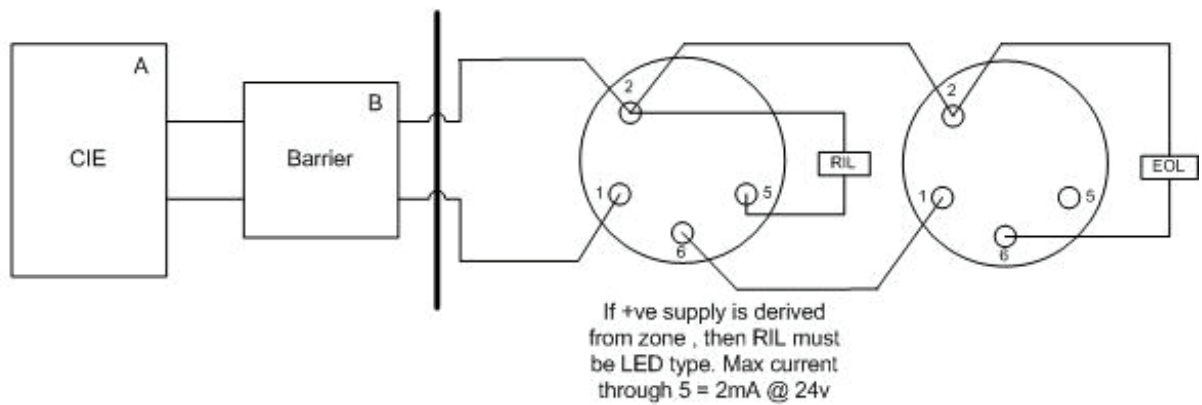 A
CIE
B
Barrier
2
1
5
6
RIL
2
1
5
6
EOL
If +ve supply is derived
from zone , then RIL must
be LED type. Max current
through 5 = 2mA @ 24v